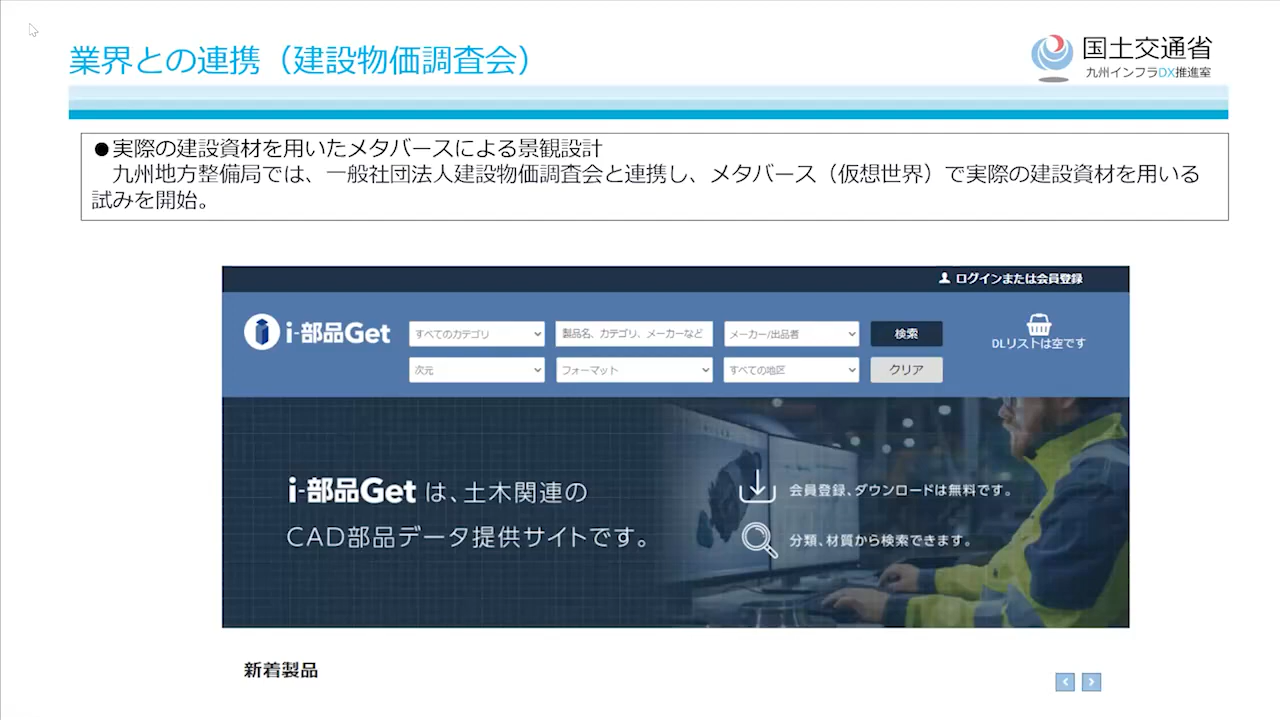 業界との連携（建設物価調査会）
国土交通省
九州インフラDX推進室
●実際の建設資材を用いたメタバースによる景観設計
九州地方整備局では、一般社団法人建設物価調査会と連携し、メタバース（仮想世界）で実際の建設資材を用いる
試みを開始。
ログインまたは会員登録
i-部品Get
すべてのカテゴリ
製品名、カテゴリ、メーカーなど
メーカー/出品者
検索
DLリストは空です
次元
フォーマット
すべての地区
クリア
i-部品Get は、土木関連の
CAD部品データ提供サイトです。
会員登録、ダウンロードは無料です。
分類、材質から検索できます。
新着製品